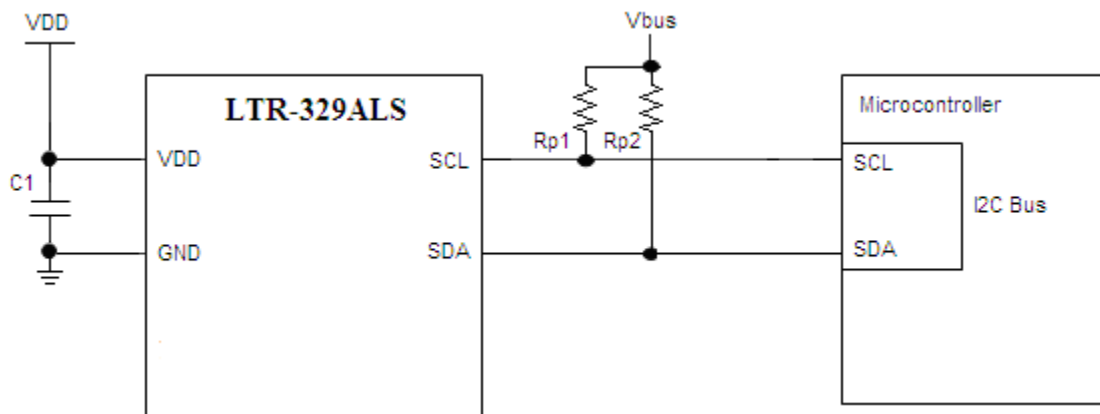 VDD
Vbus
LTR-329ALS
Microcontroller
Rp1
Rp2
VDD
SCL
SCL
C1
I2C Bus
GND
SDA
SDA